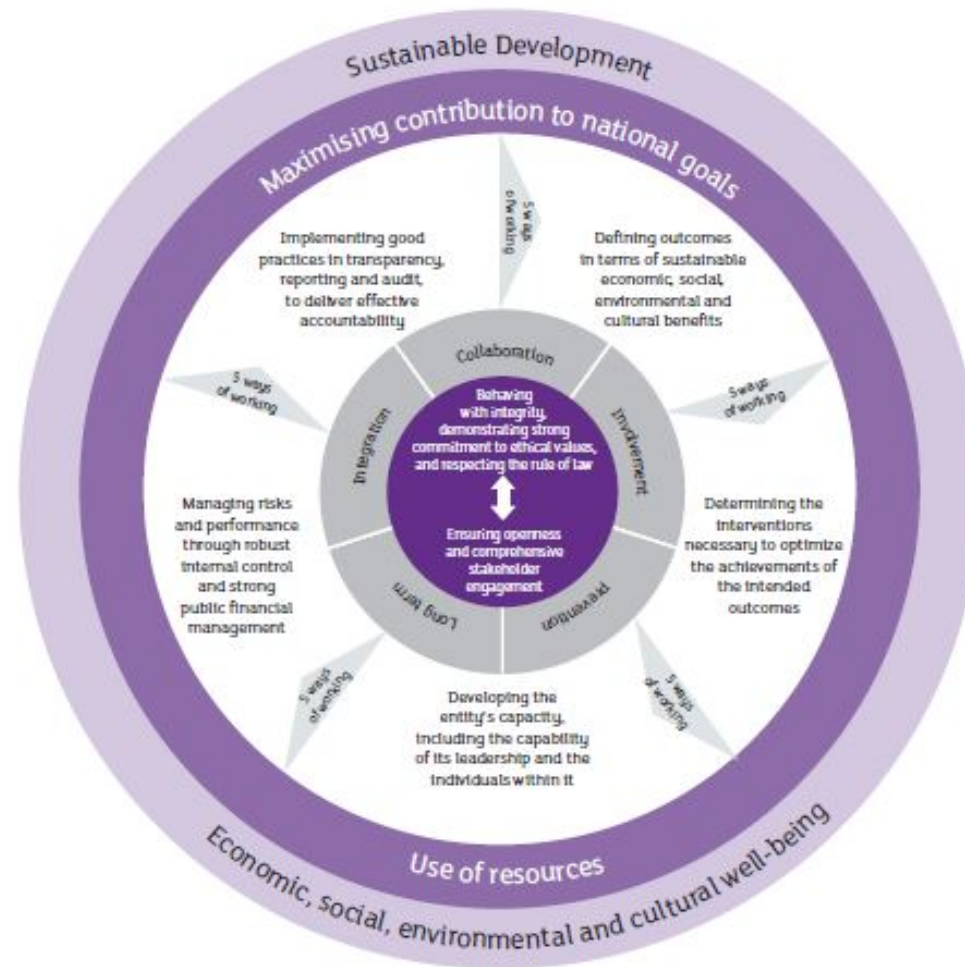 Sustainable Development
Maximising contribution to national goals
5 ways
of working
Implementing good
practices in transparency,
reporting and audit,
to deliver effective
accountability
Defining outcomes
in terms of sustainable
economic, social,
environmental and
cultural benefits
Collaboration
5 ways
of working
5 ways
of working
Integration
Involvement
Behaving
with integrity,
demonstrating strong
commitment to ethical values,
and respecting the rule of law
Ensuring openness
and comprehensive
stakeholder
engagement
Managing risks
and performance
through robust
internal control
and strong
public financial
management
Determining the
interventions
necessary to optimize
the achievements of
the intended
outcomes
Long term
prevention
5 ways
of working
5 ways
of working
Developing the
entity's capacity,
including the capability
of its leadership and the
individuals within it
Use of resources
Economic, social, environmental and cultural well-being